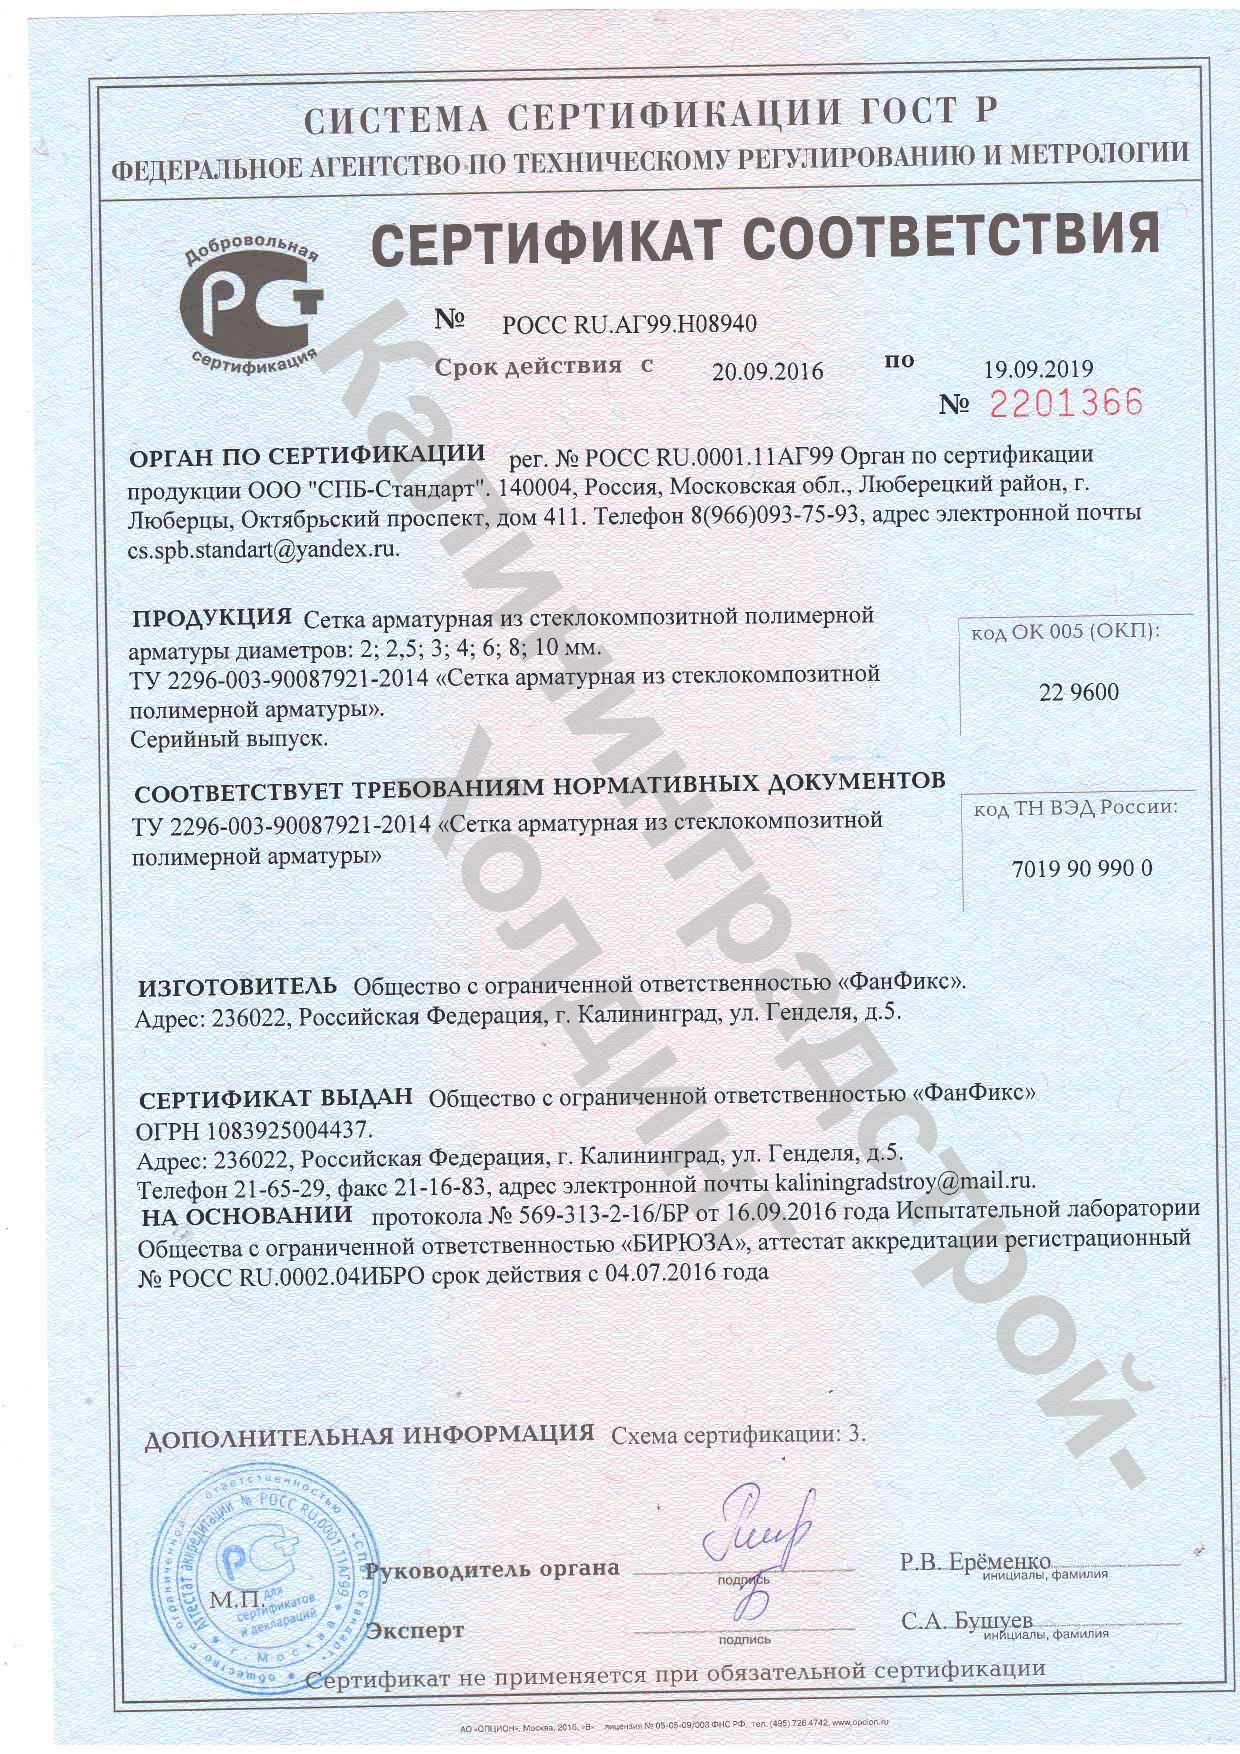 СИСТЕМА СЕРТИФИКАЦИИ ГОСТ Р
ФЕДЕРАЛЬНОЕ АГЕНТСТВО ПО ТЕХНИЧЕСКОМУ РЕГУЛИРОВАНИЮ И МЕТРОЛОГИИ
Добровольная
РСТ
сертификация
СЕРТИФИКАТ СООТВЕТСТВИЯ
№ РОСС RU.АГ99.Н08940
Срок действия с 20.09.2016 по 19.09.2019
№ 2201366
ОРГАН ПО СЕРТИФИКАЦИИ рег. № РОСС RU.0001.11АГ99 Орган по сертификации
продукции ООО "СПБ-Стандарт". 140004, Россия, Московская обл., Люберецкий район, г.
Люберцы, Октябрьский проспект, дом 411. Телефон 8(966)093-75-93, адрес электронной почты
cs.spb.standart@yandex.ru.
ПРОДУКЦИЯ Сетка арматурная из стеклокомпозитной полимерной
арматуры диаметров: 2; 2,5; 3; 4; 6; 8; 10 мм.
ТУ 2296-003-90087921-2014 «Сетка арматурная из стеклокомпозитной
полимерной арматуры».
Серийный выпуск.
код ОК 005 (ОКП):
22 9600
СООТВЕТСТВУЕТ ТРЕБОВАНИЯМ НОРМАТИВНЫХ ДОКУМЕНТОВ
ТУ 2296-003-90087921-2014 «Сетка арматурная из стеклокомпозитной
полимерной арматуры»
код ТН ВЭД России:
7019 90 990 0
ИЗГОТОВИТЕЛЬ Общество с ограниченной ответственностью «ФанФикс».
Адрес: 236022, Российская Федерация, г. Калининград, ул. Генделя, д.5.
СЕРТИФИКАТ ВЫДАН Общество с ограниченной ответственностью «ФанФикс»
ОГРН 1083925004437.
Адрес: 236022, Российская Федерация, г. Калининград, ул. Генделя, д.5.
Телефон 21-65-29, факс 21-16-83, адрес электронной почты kaliningradstroy@mail.ru.
НА ОСНОВАНИИ протокола № 569-313-2-16/БР от 16.09.2016 года Испытательной лаборатории
Общества с ограниченной ответственностью «БИРЮЗА», аттестат аккредитации регистрационный
№ РОСС RU.0002.04ИБРО срок действия с 04.07.2016 года
ДОПОЛНИТЕЛЬНАЯ ИНФОРМАЦИЯ Схема сертификации: 3.
Калининградстрой-
Холдинг
общество с ограниченной ответственностью «СПБ-Стандарт»
Аттестат аккредитации № РОСС RU.0001.11АГ99
г. Москва
РСТ
для
сертификатов
и деклараций
М.П.
Руководитель органа
подпись
Р.В. Ерёменко
инициалы, фамилия
Эксперт
подпись
С.А. Бушуев
инициалы, фамилия
Сертификат не применяется при обязательной сертификации
АО «ОПЦИОН», Москва, 2016, «В» лицензия № 05-05-09/003 ФНС РФ, тел. (495) 726 4742, www.opcion.ru